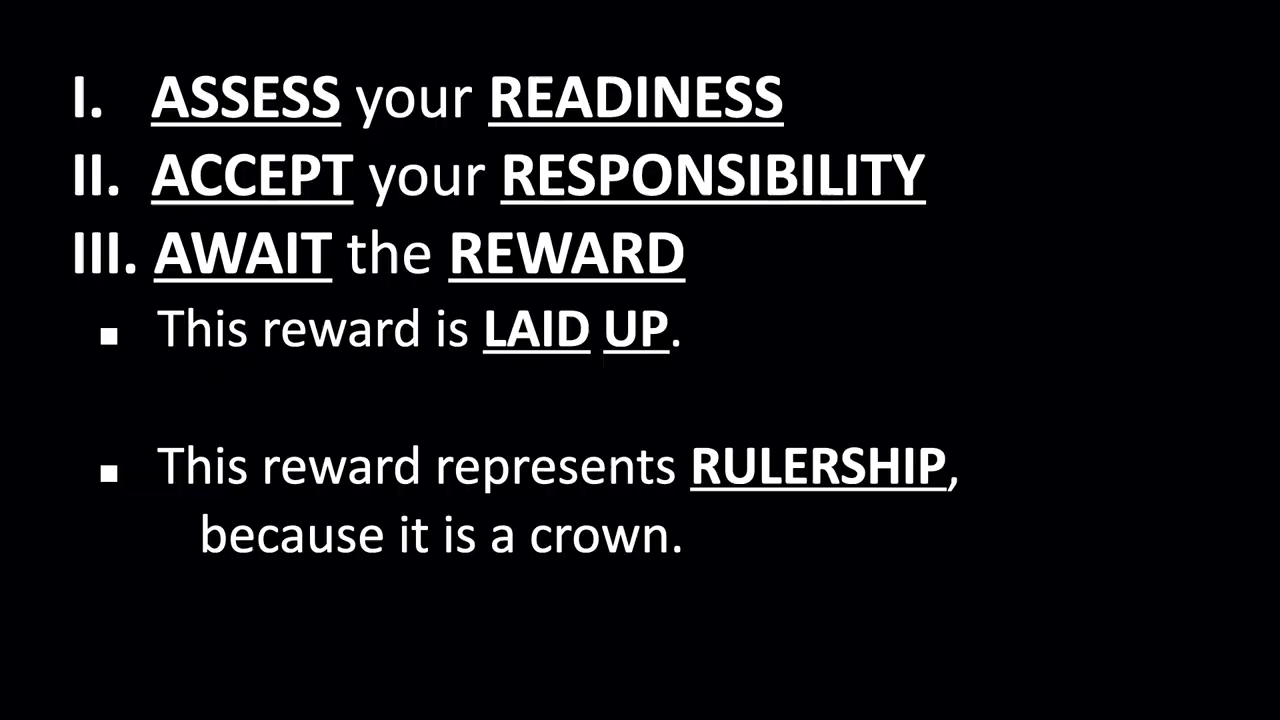 I. ASSESS your READINESS
II. ACCEPT your RESPONSIBILITY
III. AWAIT the REWARD
▪ This reward is LAID UP.
▪ This reward represents RULERSHIP,
because it is a crown.